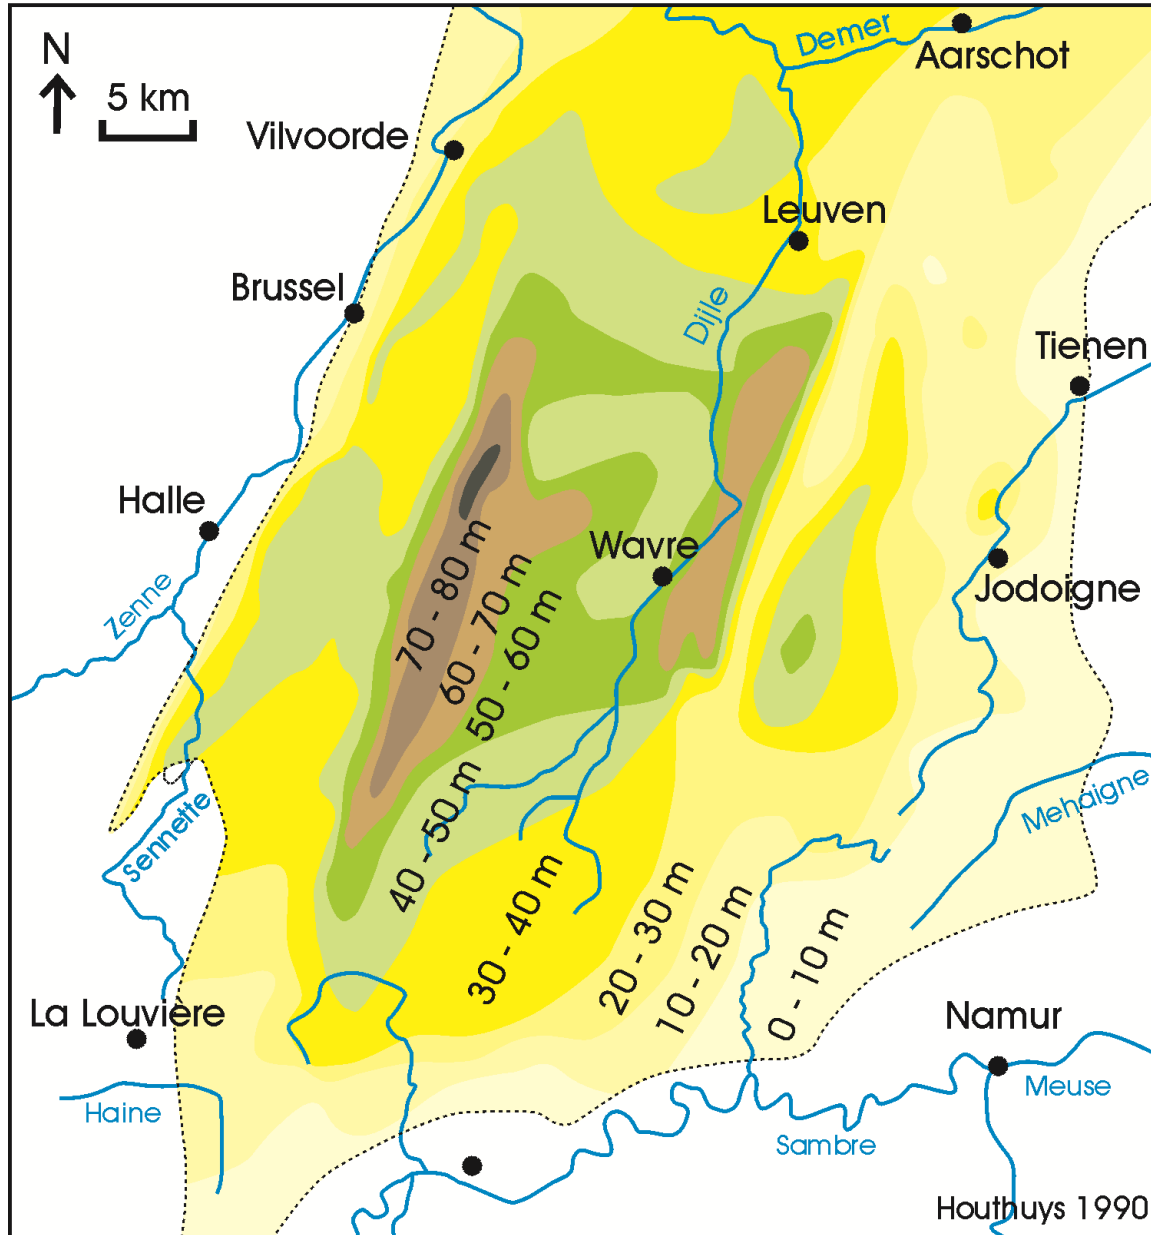 N
5 km
Demer
Aarschot
Vilvoorde
Leuven
Brussel
Dijle
Tienen
Halle
Wavre
Jodoigne
Zenne
70 - 80 m
60 - 70 m
50 - 60 m
40 - 50 m
30 - 40 m
20 - 30 m
10 - 20 m
0 - 10 m
Mehaigne
Sennette
La Louvière
Namur
Haine
Meuse
Sambre
Houthuys 1990